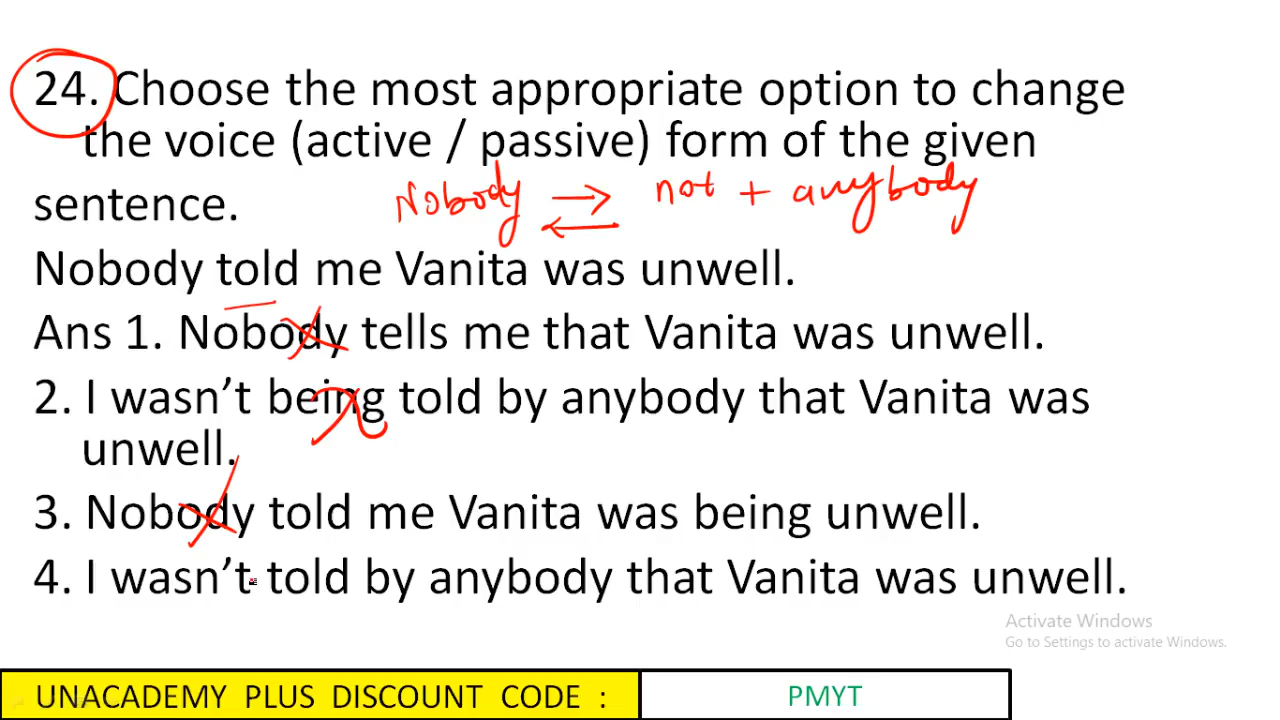 24. Choose the most appropriate option to change
the voice (active / passive) form of the given
sentence.
Nobody → not + anybody
Nobody told me Vanita was unwell.
Ans 1. Nobody tells me that Vanita was unwell.
2. I wasn’t being told by anybody that Vanita was
unwell.
3. Nobody told me Vanita was being unwell.
4. I wasn’t told by anybody that Vanita was unwell.
Activate Windows
Go to Settings to activate Windows.
UNACADEMY PLUS DISCOUNT CODE : PMYT